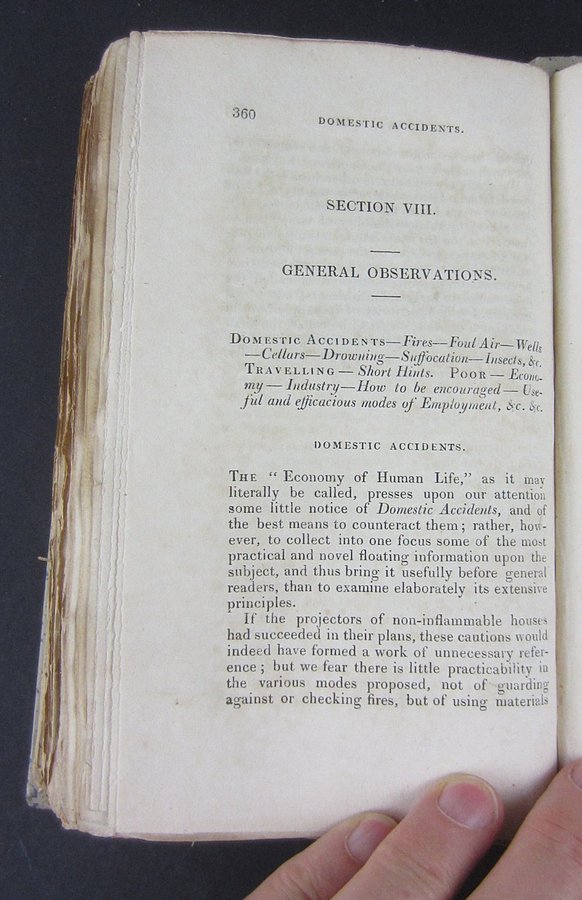 360
DOMESTIC ACCIDENTS.
SECTION VIII.
GENERAL OBSERVATIONS.
DOMESTIC ACCIDENTS—Fires—Foul Air—Wells
—Cellars—Drowning—Suffocation—Insects, &c.
TRAVELLING — Short Hints. POOR — Econo-
my — Industry—How to be encouraged — Use-
ful and efficacious modes of Employment, &c. &c.
DOMESTIC ACCIDENTS.
THE “ Economy of Human Life,” as it may
literally be called, presses upon our attention
some little notice of Domestic Accidents, and of
the best means to counteract them ; rather, how-
ever, to collect into one focus some of the most
practical and novel floating information upon the
subject, and thus bring it usefully before general
readers, than to examine elaborately its extensive
principles.
If the projectors of non-inflammable houses
had succeeded in their plans, these cautions would
indeed have formed a work of unnecessary refer-
ence ; but we fear there is little practicability in
the various modes proposed, not of guarding
against or checking fires, but of using materials